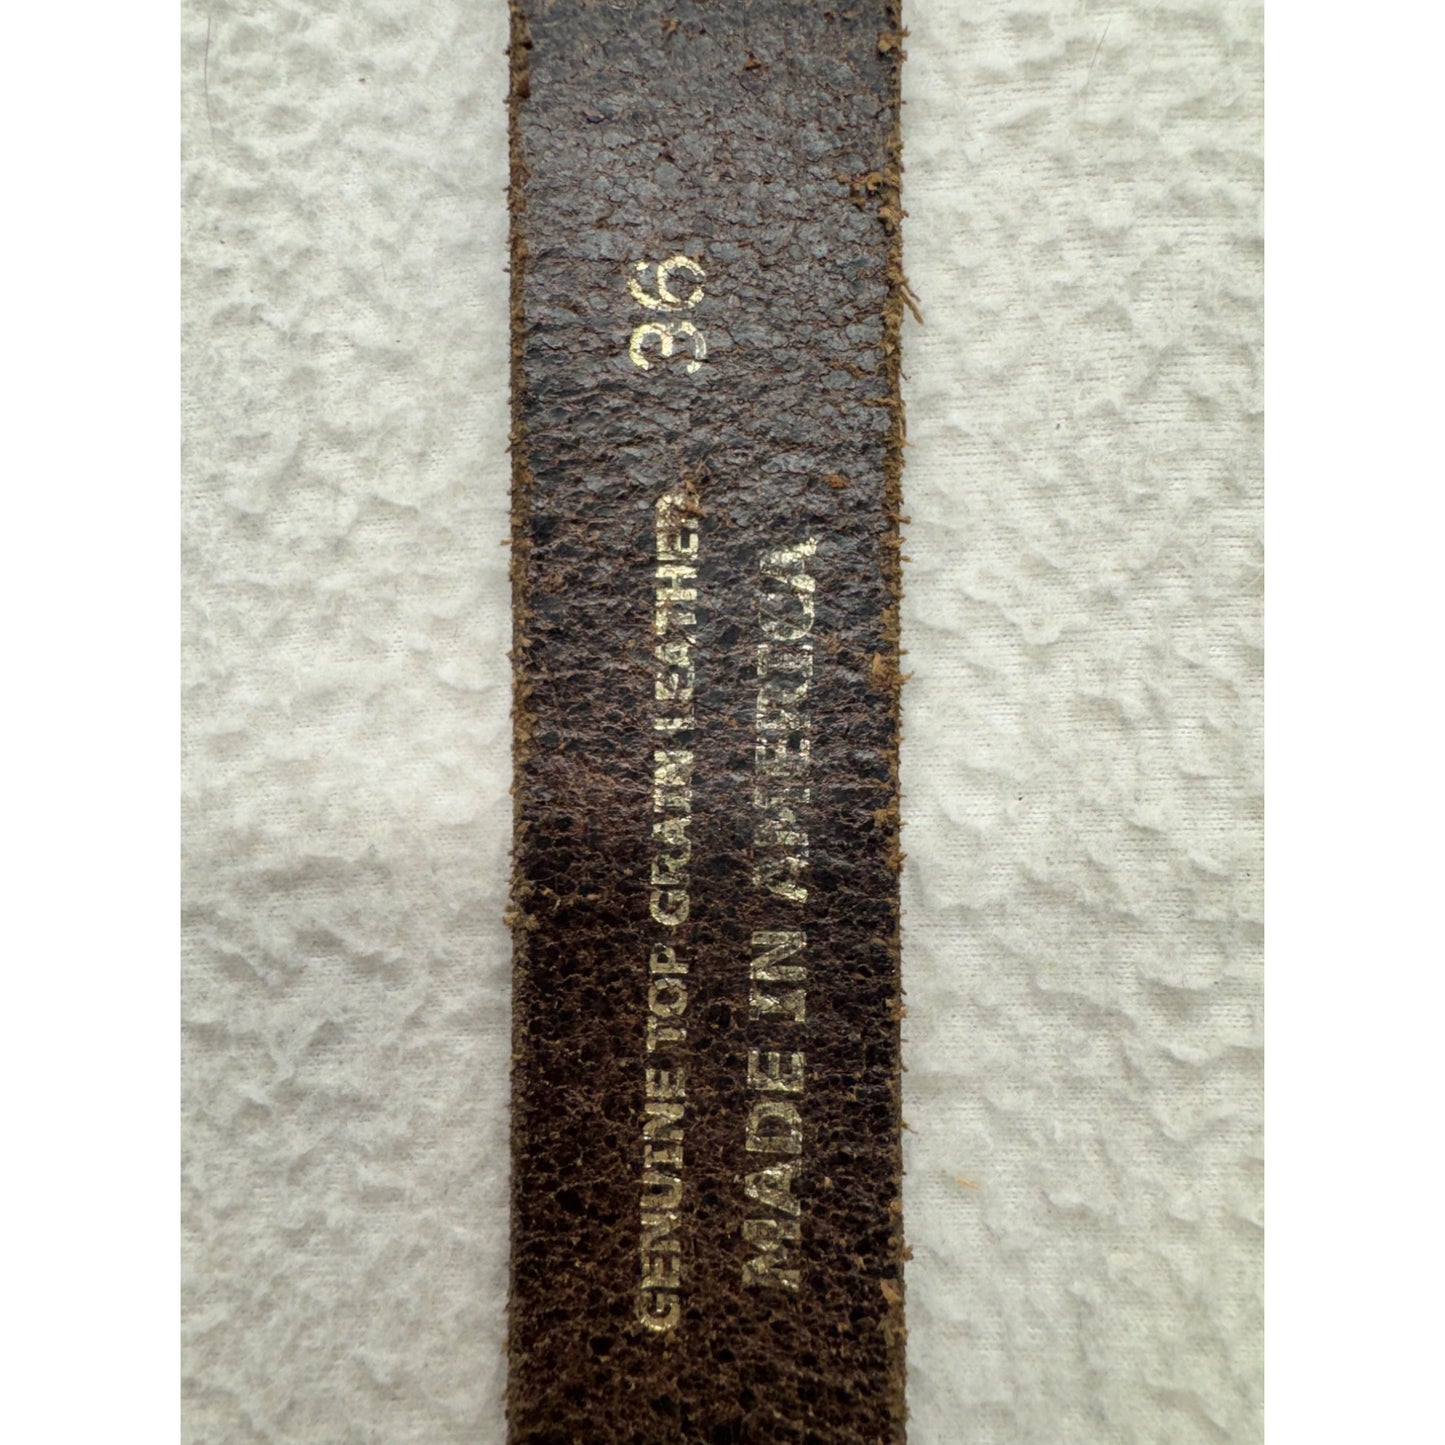 GENUINE TOP GRAIN LEATHER
MADE IN AMERICA
36